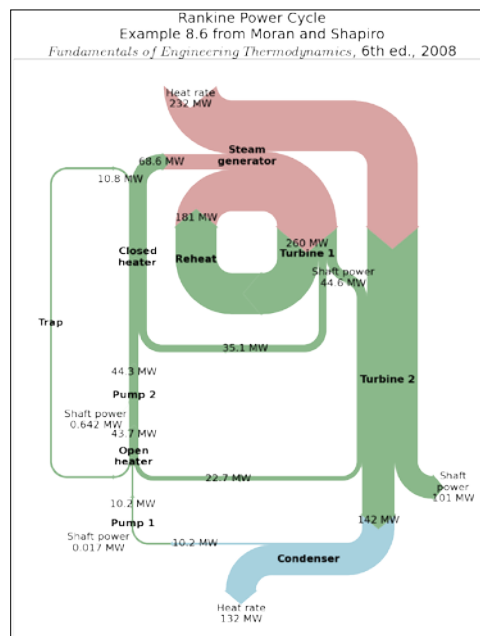 Rankine Power Cycle
Example 8.6 from Moran and Shapiro
Fundamentals of Engineering Thermodynamics, 6th ed., 2008
Heat rate
232 MW
Steam
generator
68.6 MW
10.8 MW
181 MW
260 MW
Closed
heater
Reheat
Turbine 1
Shaft power
44.6 MW
Trap
35.1 MW
44.3 MW
Turbine 2
Pump 2
Shaft power
0.642 MW
43.7 MW
Open
heater
22.7 MW
Shaft
power
101 MW
10.2 MW
Pump 1
142 MW
Shaft power
0.017 MW
10.2 MW
Condenser
Heat rate
132 MW